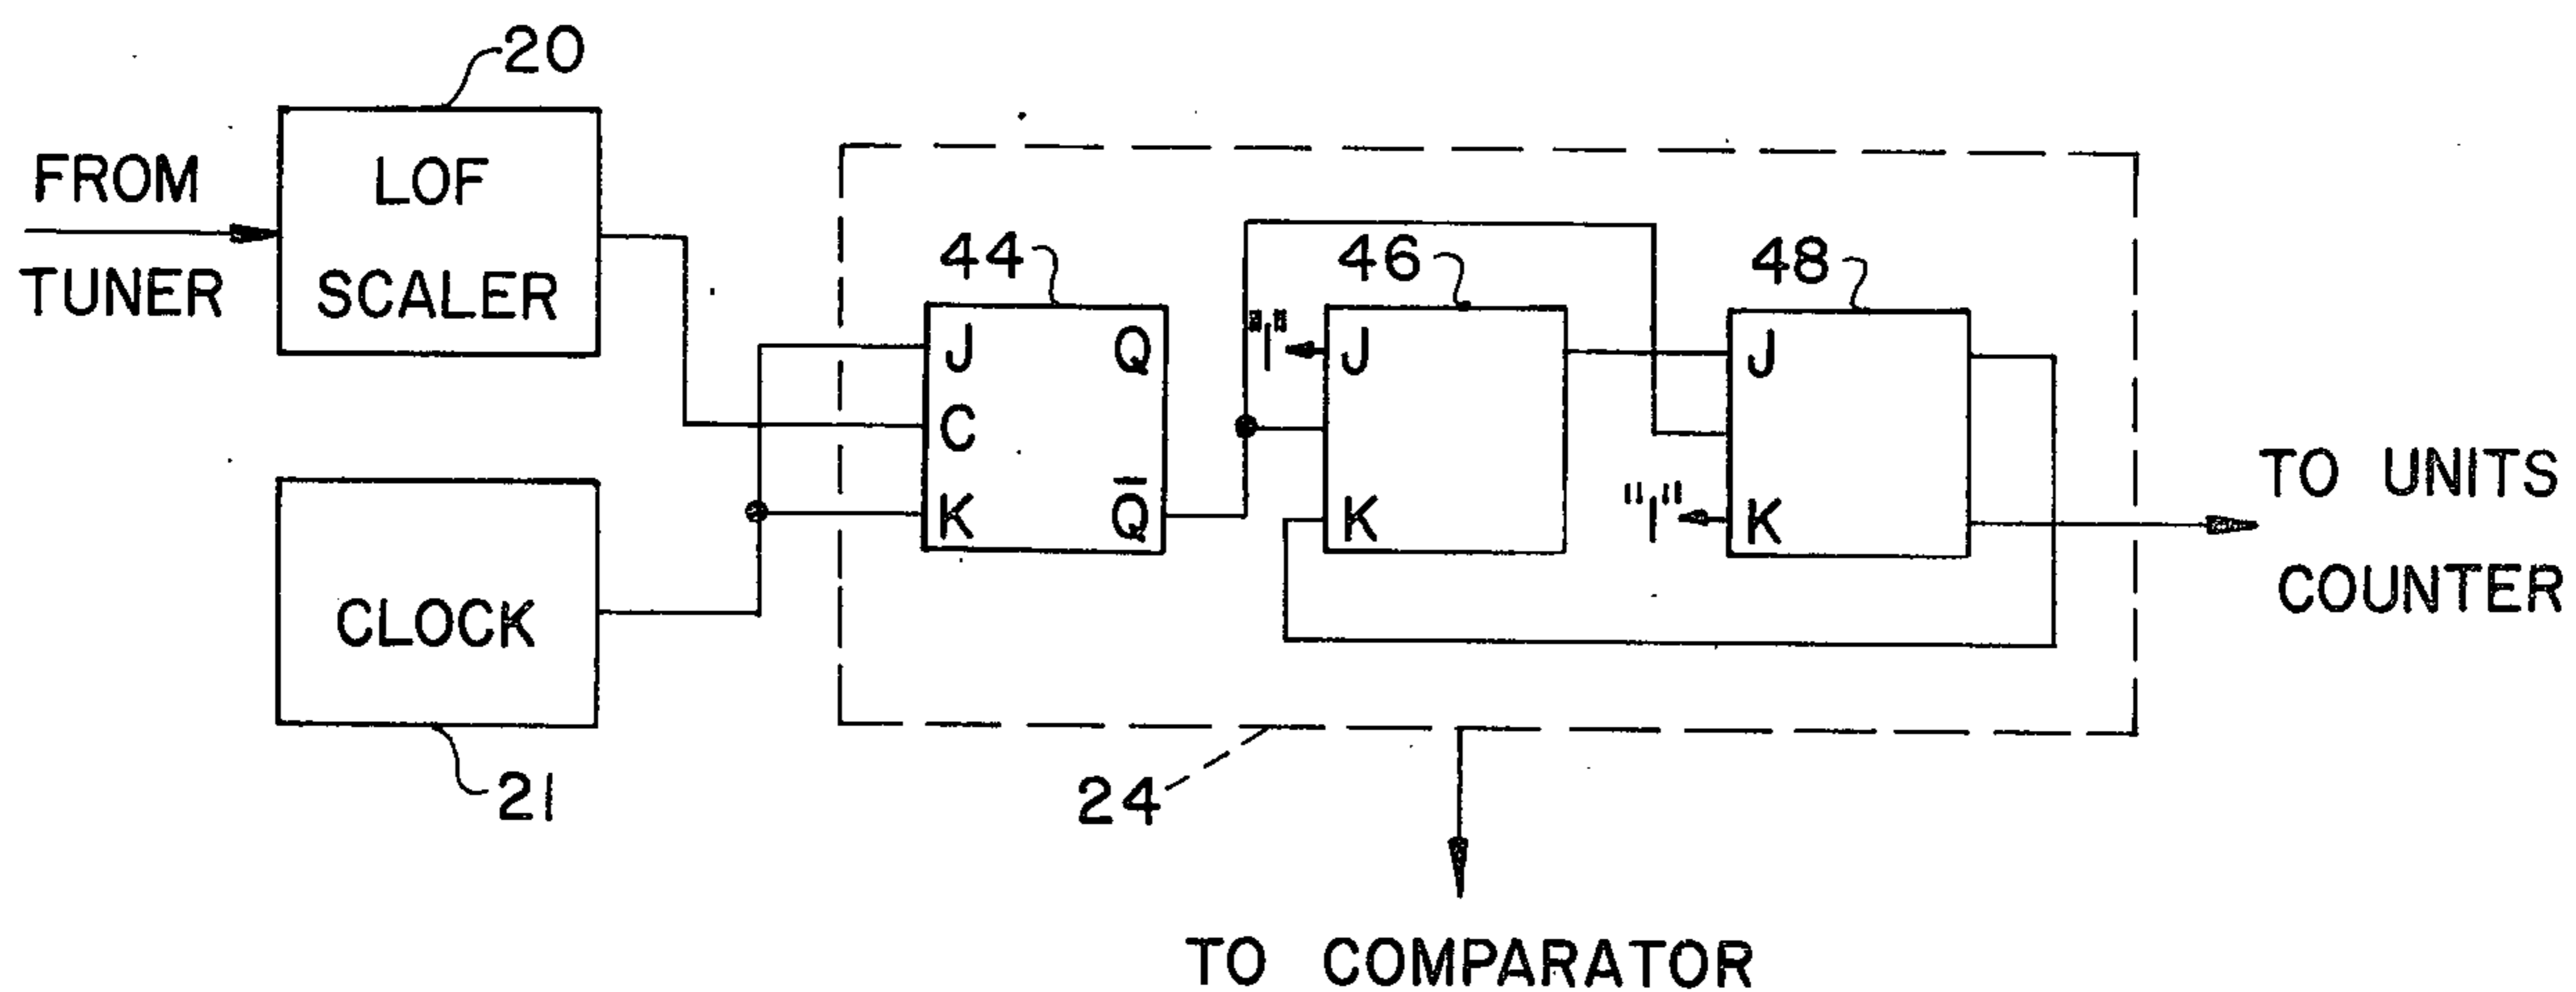 20
FROM
TUNER
LOF
SCALER
44
46
48
J Q
C
K Q̅
"1"
J
K
J
"1"
K
CLOCK
21
24
TO UNITS
COUNTER
TO COMPARATOR